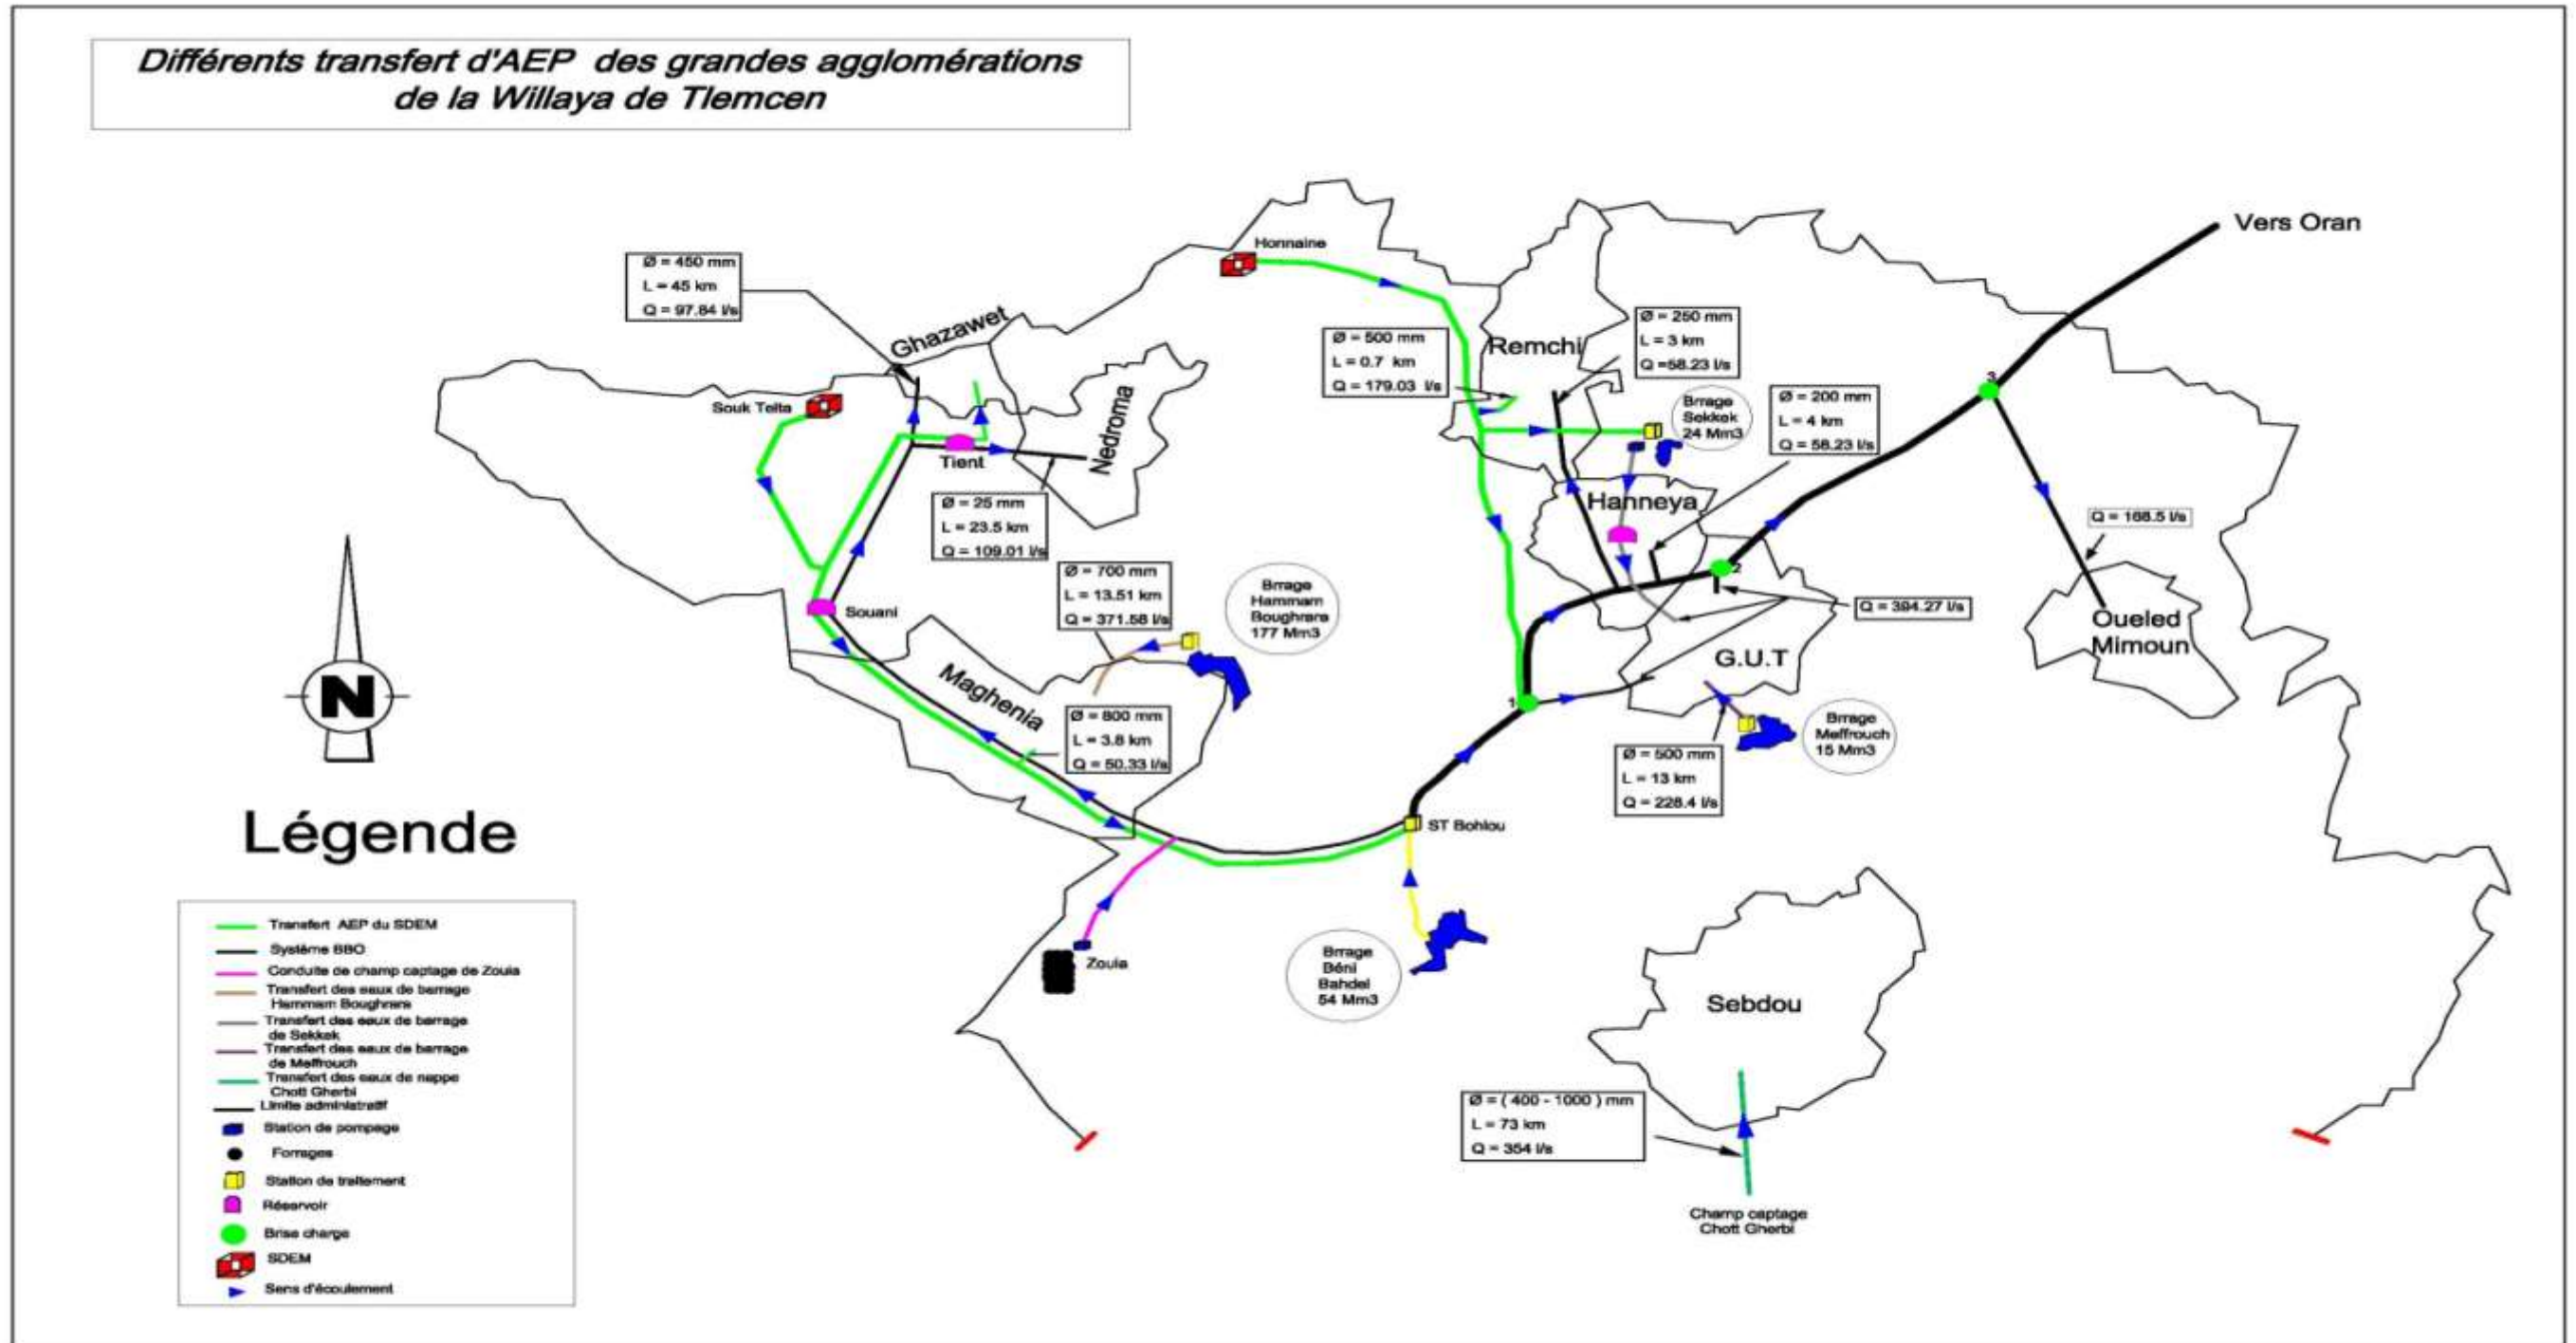 Différents transfert d'AEP des grandes agglomérations
de la Willaya de Tlemcen
Vers Oran
Honnaine
Ø = 450 mm
L = 45 km
Q = 97.84 l/s
Ghazawet
Ø = 500 mm
L = 0.7 km
Q = 179.03 l/s
Remchi
Ø = 250 mm
L = 3 km
Q =58.23 l/s
Brrage
Sekkak
24 Mm3
Ø = 200 mm
L = 4 km
Q = 58.23 l/s
3
Souk Telta
Nedroma
Tient
Ø = 25 mm
L = 23.5 km
Q = 109.01 l/s
Hanneya
Q = 168.5 l/s
Ø = 700 mm
L = 13.51 km
Q = 371.58 l/s
Brrage
Hammam
Boughrara
177 Mm3
2
Q = 394.27 l/s
Souani
Oueled
Mimoun
G.U.T
Maghenia
1
Ø = 800 mm
L = 3.8 km
Q = 50.33 l/s
Brrage
Meffrouch
15 Mm3
Ø = 500 mm
L = 13 km
Q = 228.4 l/s
N
ST Bohlou
Zouia
Brrage
Béni
Bahdel
54 Mm3
Sebdou
Ø = ( 400 - 1000 ) mm
L = 73 km
Q = 354 l/s
Champ captage
Chott Gherbi
Légende
Transfert AEP du SDEM
Système BBO
Conduite de champ captage de Zouia
Transfert des eaux de barrage
Hammam Boughrara
Transfert des eaux de barrage
de Sekkak
Transfert des eaux de barrage
de Meffrouch
Transfert des eaux de nappe
Chott Gherbi
Limite administratif
Station de pompage
Forrages
Station de traitement
Réservoir
Brise charge
SDEM
Sens d'écoulement